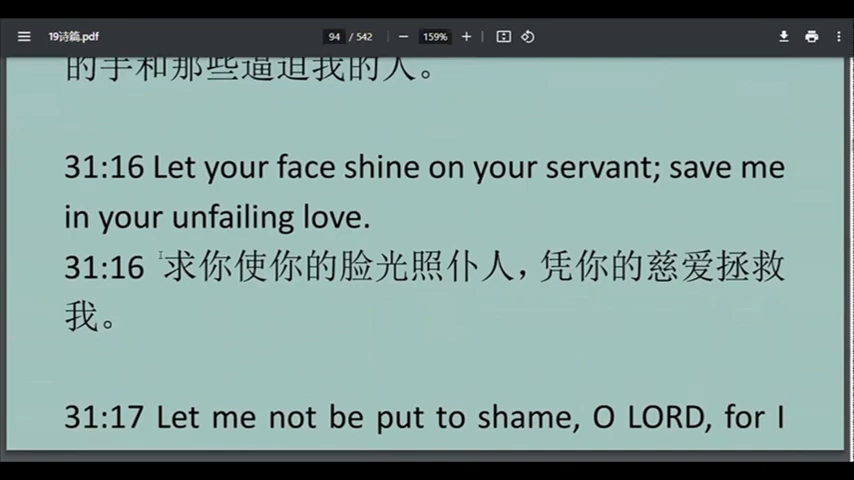 19诗篇.pdf
94 / 542
159%
的手和那些逼迫我的人。
31:16 Let your face shine on your servant; save me
in your unfailing love.
31:16 求你使你的脸光照仆人，凭你的慈爱拯救
我。
31:17 Let me not be put to shame, O LORD, for I